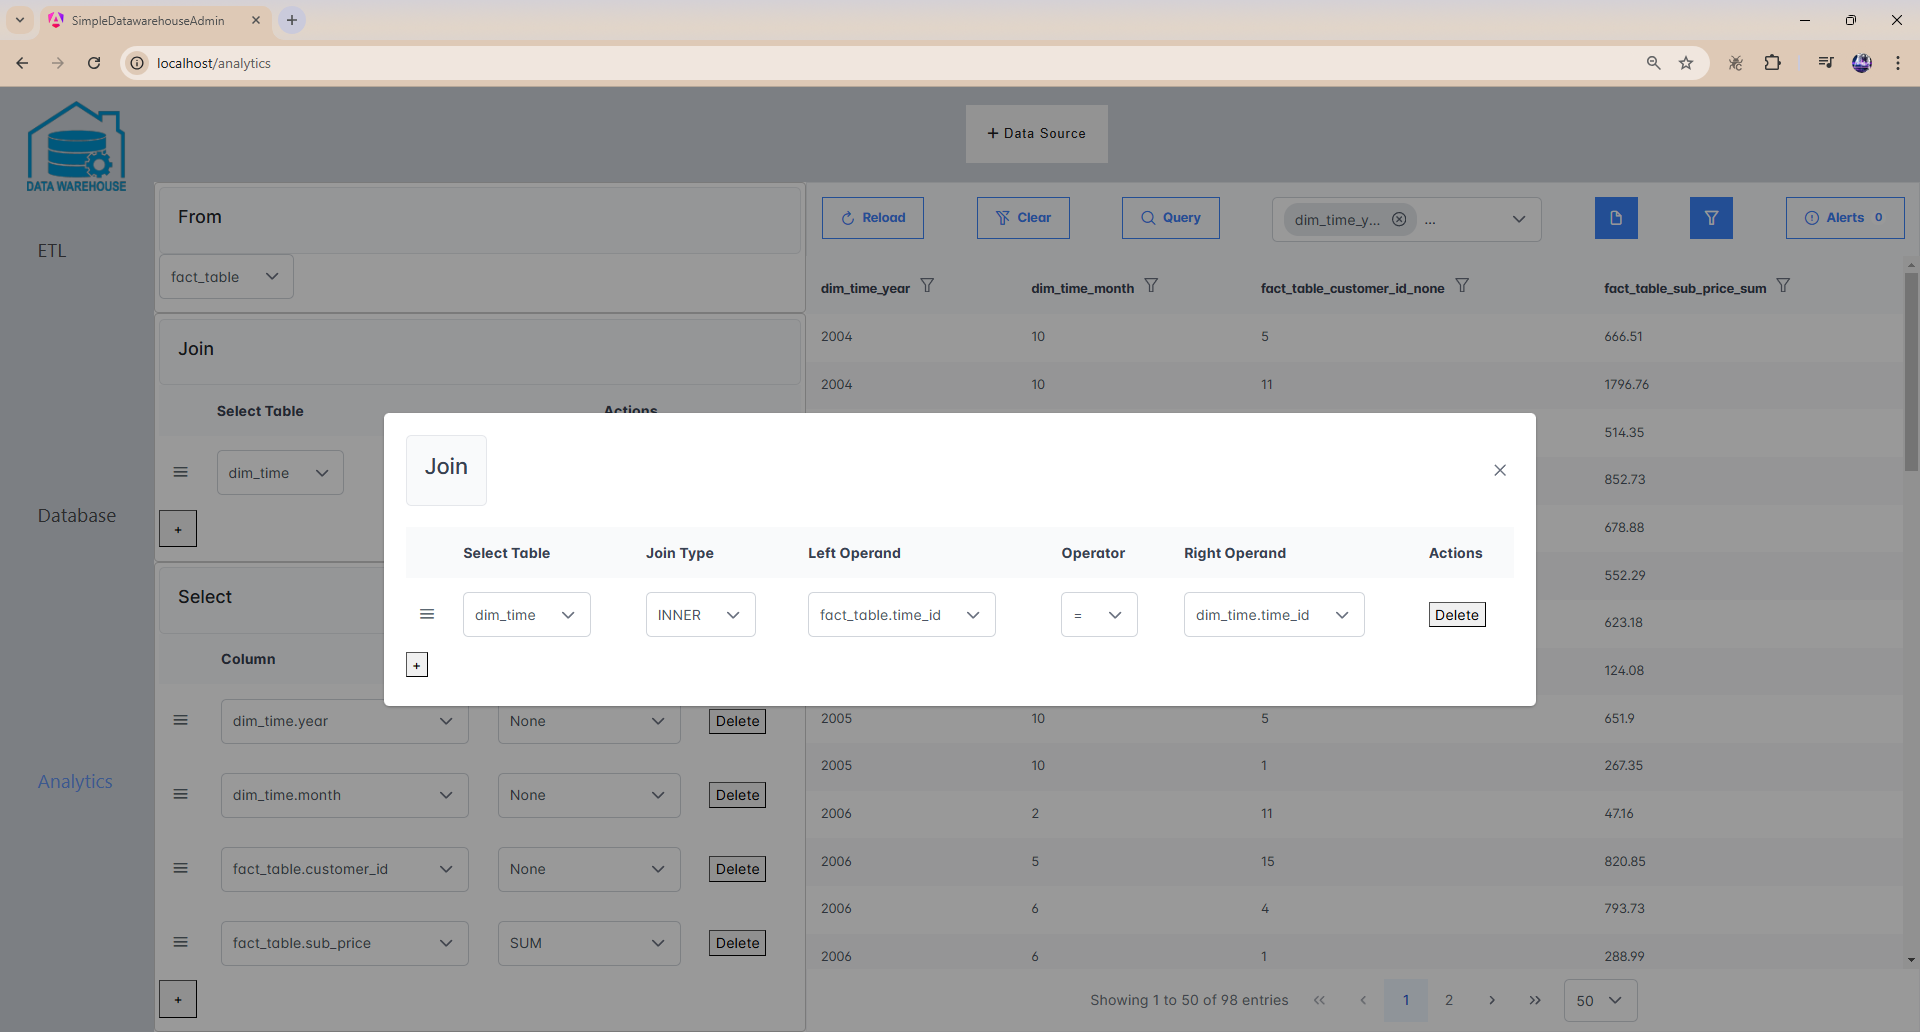 SimpleDatawarehouseAdmin
localhost/analytics
DATA WAREHOUSE
+ Data Source
ETL
Database
Analytics
From
fact_table
Join
Select Table Actions
dim_time
+
Select
Column
dim_time.year None Delete
dim_time.month None Delete
fact_table.customer_id None Delete
fact_table.sub_price SUM Delete
+
Reload Clear Query dim_time_y... ... Alerts 0
dim_time_year dim_time_month fact_table_customer_id_none fact_table_sub_price_sum
2004 10 5 666.51
2004 10 11 1796.76
514.35
852.73
678.88
552.29
623.18
124.08
2005 10 5 651.9
2005 10 1 267.35
2006 2 11 47.16
2006 5 15 820.85
2006 6 4 793.73
2006 6 1 288.99
Showing 1 to 50 of 98 entries 1 2 50
Join
Select Table Join Type Left Operand Operator Right Operand Actions
dim_time INNER fact_table.time_id = dim_time.time_id Delete
+